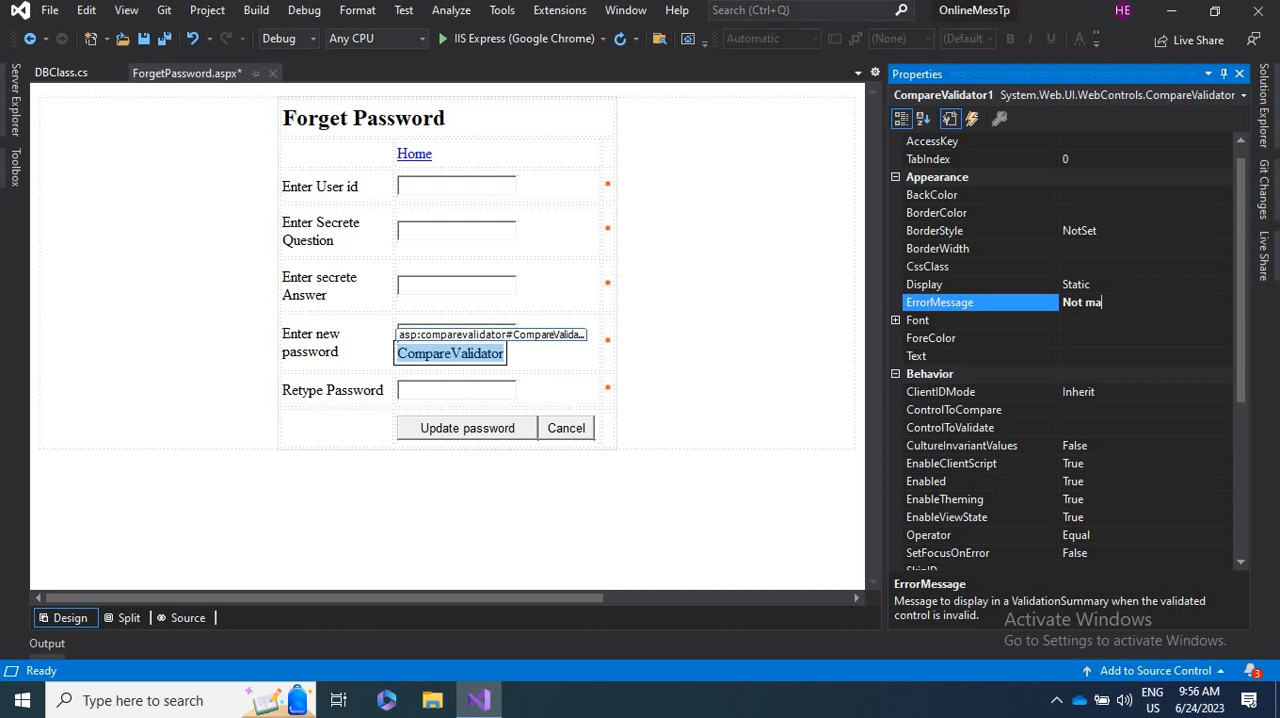 File Edit View Git Project Build Debug Format Test Analyze Tools Extensions Window Help Search (Ctrl+Q) OnlineMessTp HE
Debug Any CPU IIS Express (Google Chrome) Automatic (None) (Default B I U A Live Share
DBClass.cs ForgetPassword.aspx*
Server Explorer
Toolbox
Forget Password
Home
Enter User id *
Enter Secrete
Question *
Enter secrete
Answer *
Enter new
password *
asp:comparevalidator#CompareValida...
CompareValidator
Retype Password *
Update password Cancel
Design Split Source
Properties
CompareValidator1 System.Web.UI.WebControls.CompareValidator
AccessKey
TabIndex 0
Appearance
BackColor
BorderColor
BorderStyle NotSet
BorderWidth
CssClass
Display Static
ErrorMessage Not ma
Font
ForeColor
Text
Behavior
ClientIDMode Inherit
ControlToCompare
ControlToValidate
CultureInvariantValues False
EnableClientScript True
Enabled True
EnableTheming True
EnableViewState True
Operator Equal
SetFocusOnError False
SkinID
ErrorMessage
Message to display in a ValidationSummary when the validated
control is invalid.
Activate Windows
Go to Settings to activate Windows.
Solution Explorer
Git Changes
Live Share
Output
Ready Add to Source Control 3
Type here to search
ENG
US
9:56 AM
6/24/2023